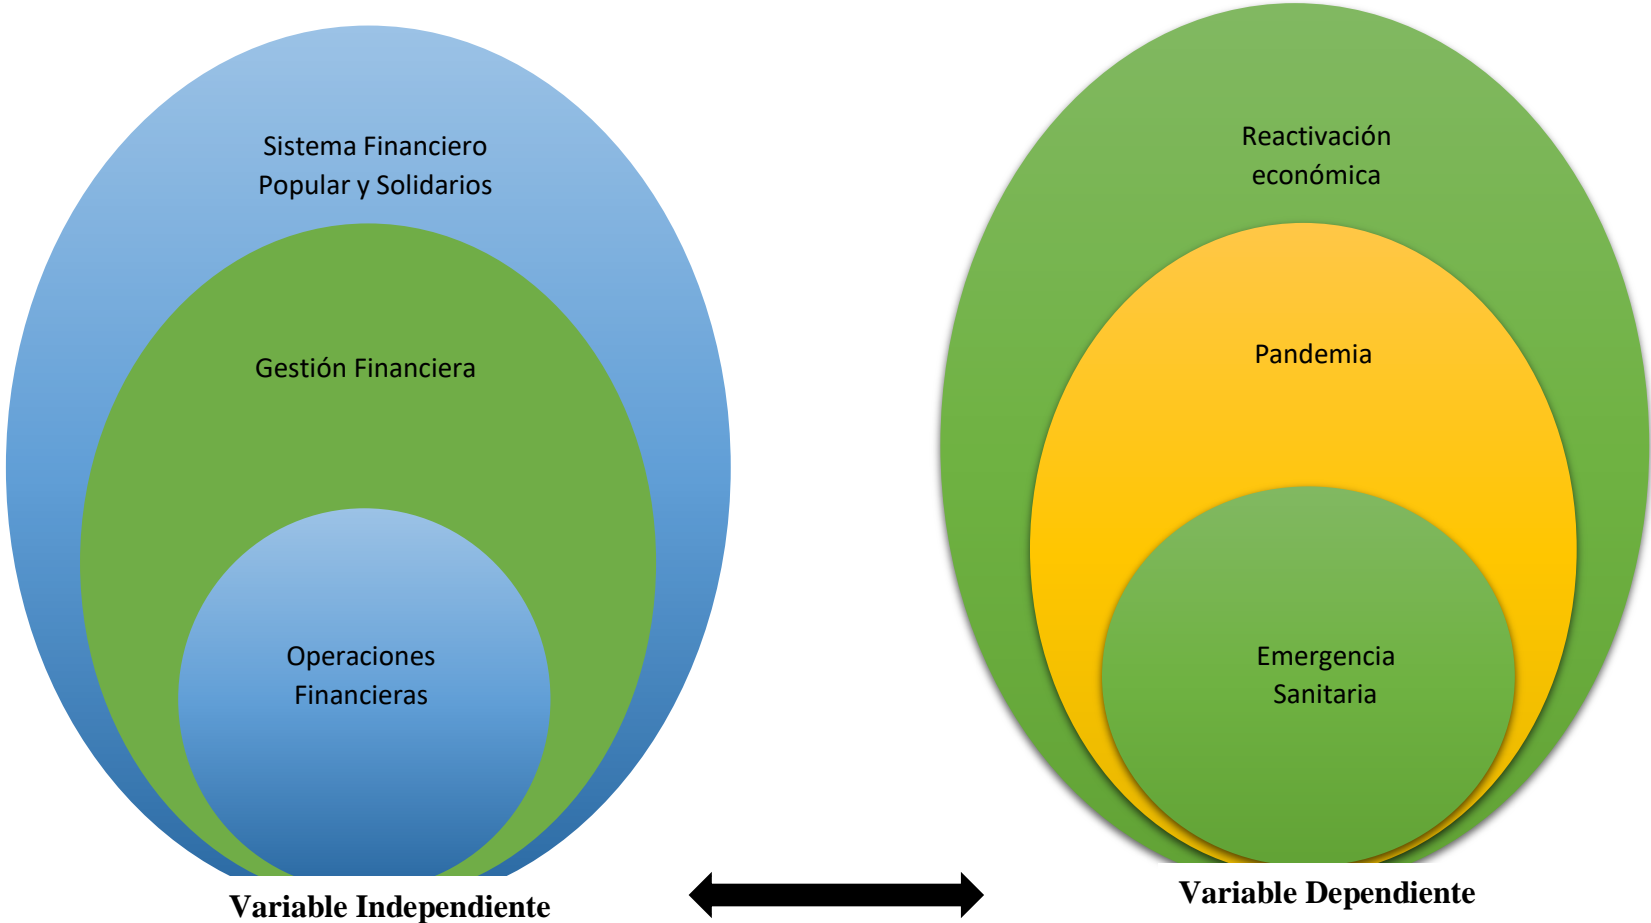 Sistema Financiero
Popular y Solidarios
Gestión Financiera
Operaciones
Financieras
Variable Independiente
Reactivación
económica
Pandemia
Emergencia
Sanitaria
Variable Dependiente